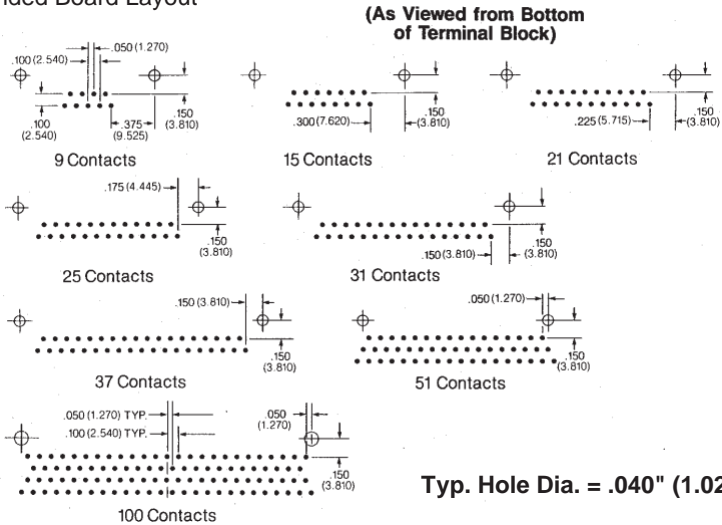 Board Layout
(As Viewed from Bottom
of Terminal Block)
.050 (1.270)
.100 (2.540)
.100
(2.540)
.375
(9.525)
.150
(3.810)
9 Contacts
.300 (7.620)
.150
(3.810)
15 Contacts
.225 (5.715)
.150
(3.810)
21 Contacts
.175 (4.445)
.150
(3.810)
25 Contacts
.150 (3.810)
.150
(3.810)
31 Contacts
.150 (3.810)
.150
(3.810)
37 Contacts
.050 (1.270)
.150
(3.810)
51 Contacts
.050 (1.270) TYP.
.100 (2.540) TYP.
.050
(1.270)
.150
(3.810)
100 Contacts
Typ. Hole Dia. = .040" (1.02